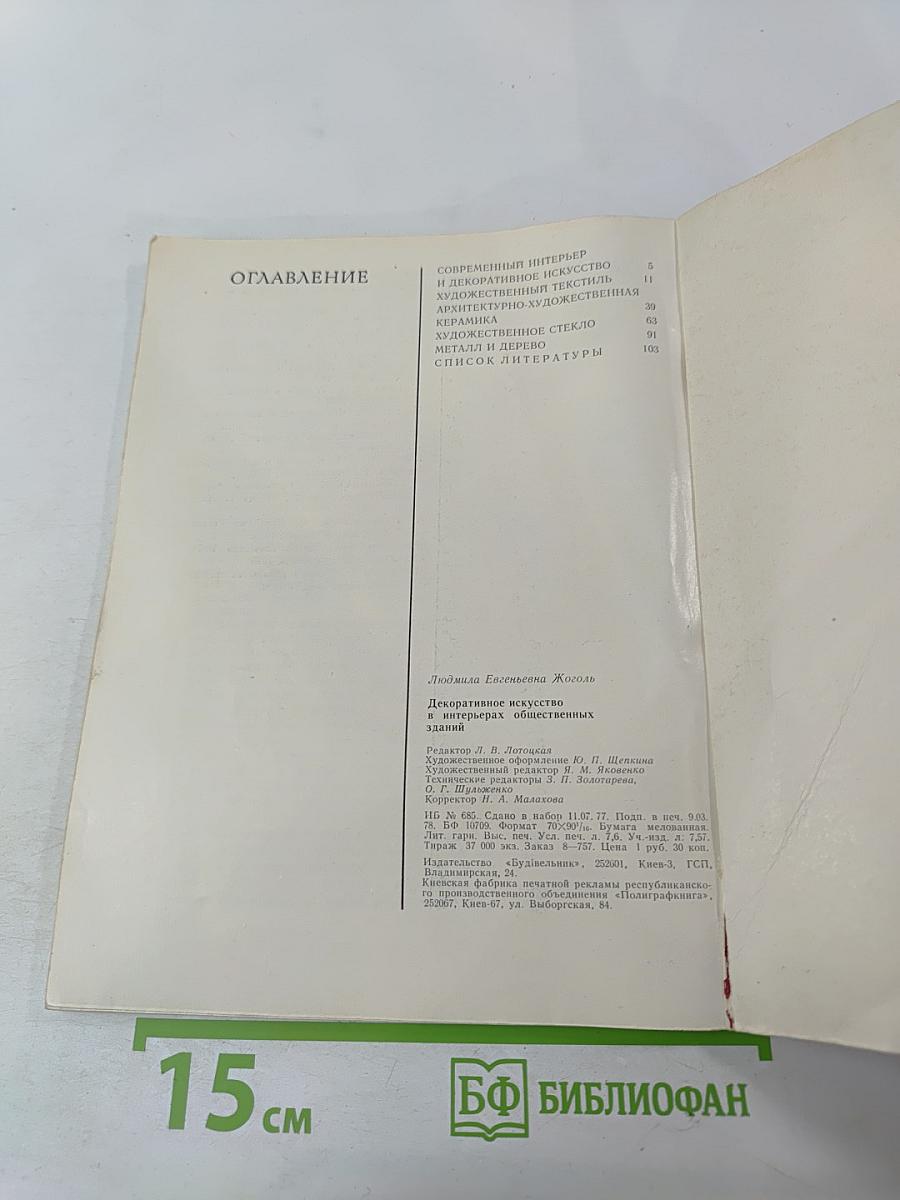 ОГЛАВЛЕНИЕ
СОВРЕМЕННЫЙ ИНТЕРЬЕР
И ДЕКОРАТИВНОЕ ИСКУССТВО 5
ХУДОЖЕСТВЕННЫЙ ТЕКСТИЛЬ 11
АРХИТЕКТУРНО-ХУДОЖЕСТВЕННАЯ
КЕРАМИКА 39
ХУДОЖЕСТВЕННОЕ СТЕКЛО 63
МЕТАЛЛ И ДЕРЕВО 91
СПИСОК ЛИТЕРАТУРЫ 103
Людмила Евгеньевна Жоголь
Декоративное искусство
в интерьерах общественных
зданий
Редактор Л. В. Лотоцкая
Художественное оформление Ю. П. Щепкина
Художественный редактор Я. М. Яковенко
Технические редакторы З. П. Золотарева,
О. Г. Шульженко
Корректор Н. А. Малахова
ИБ № 685. Сдано в набор 11.07. 77. Подп. в печ. 9.03.
78. БФ 10709. Формат 70×90¹/₁₆. Бумага мелованная.
Лит. гарн. Выс. печ. Усл. печ. л. 7,6. Уч.-изд. л. 7,57.
Тираж 37 000 экз. Заказ 8—757. Цена 1 руб. 30 коп.
Издательство «Будівельник», 252601, Киев-3, ГСП,
Владимирская, 24.
Киевская фабрика печатной рекламы республиканско-
го производственного объединения «Полиграфкнига»,
252067, Киев-67, ул. Выборгская, 84.
15 см
БФ БИБЛИОФАН